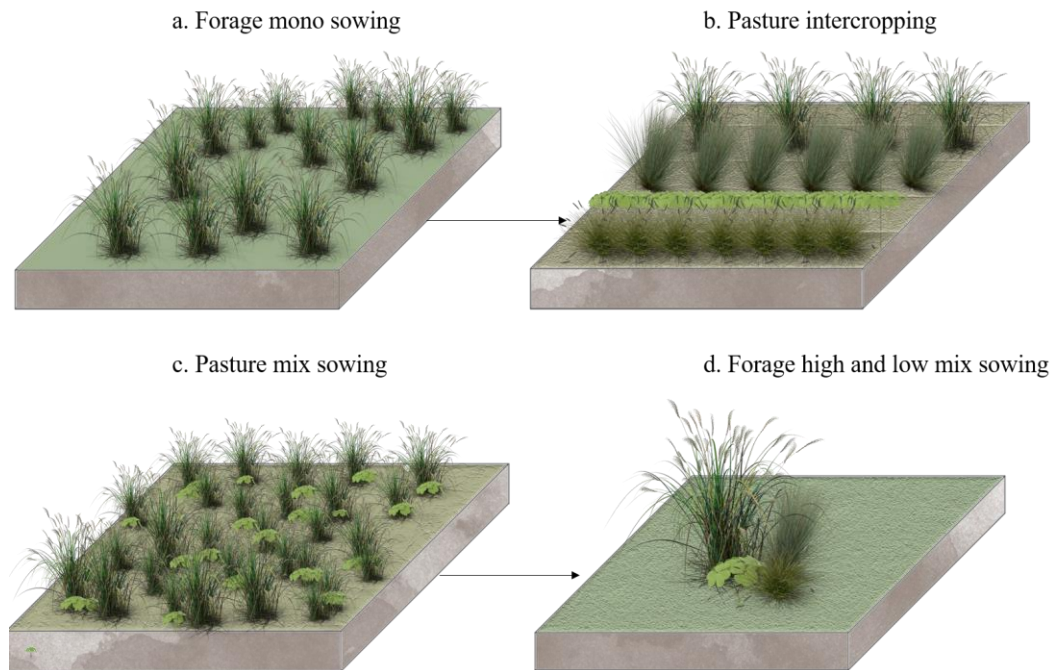 a. Forage mono sowing
b. Pasture intercropping
c. Pasture mix sowing
d. Forage high and low mix sowing